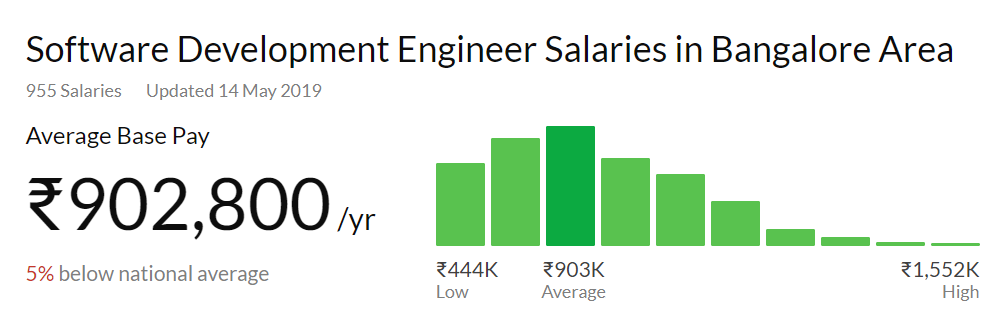 Software Development Engineer Salaries in Bangalore Area
955 Salaries Updated 14 May 2019
Average Base Pay
₹902,800 /yr
5% below national average
₹444K ₹903K ₹1,552K
Low Average High